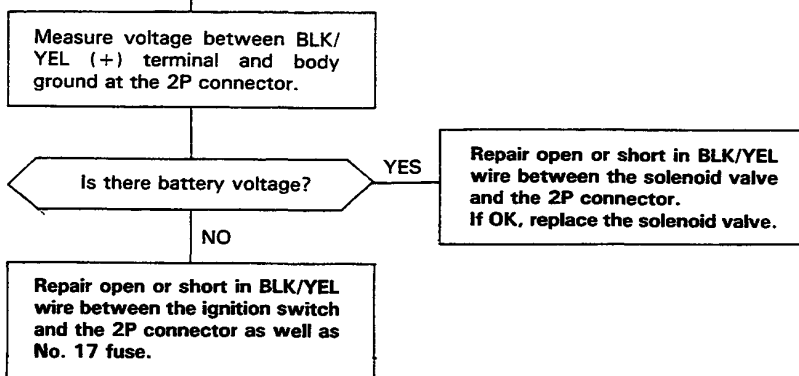 Measure voltage between BLK/
YEL (+) terminal and body
ground at the 2P connector.
Is there battery voltage?
YES
Repair open or short in BLK/YEL
wire between the solenoid valve
and the 2P connector.
If OK, replace the solenoid valve.
NO
Repair open or short in BLK/YEL
wire between the ignition switch
and the 2P connector as well as
No. 17 fuse.